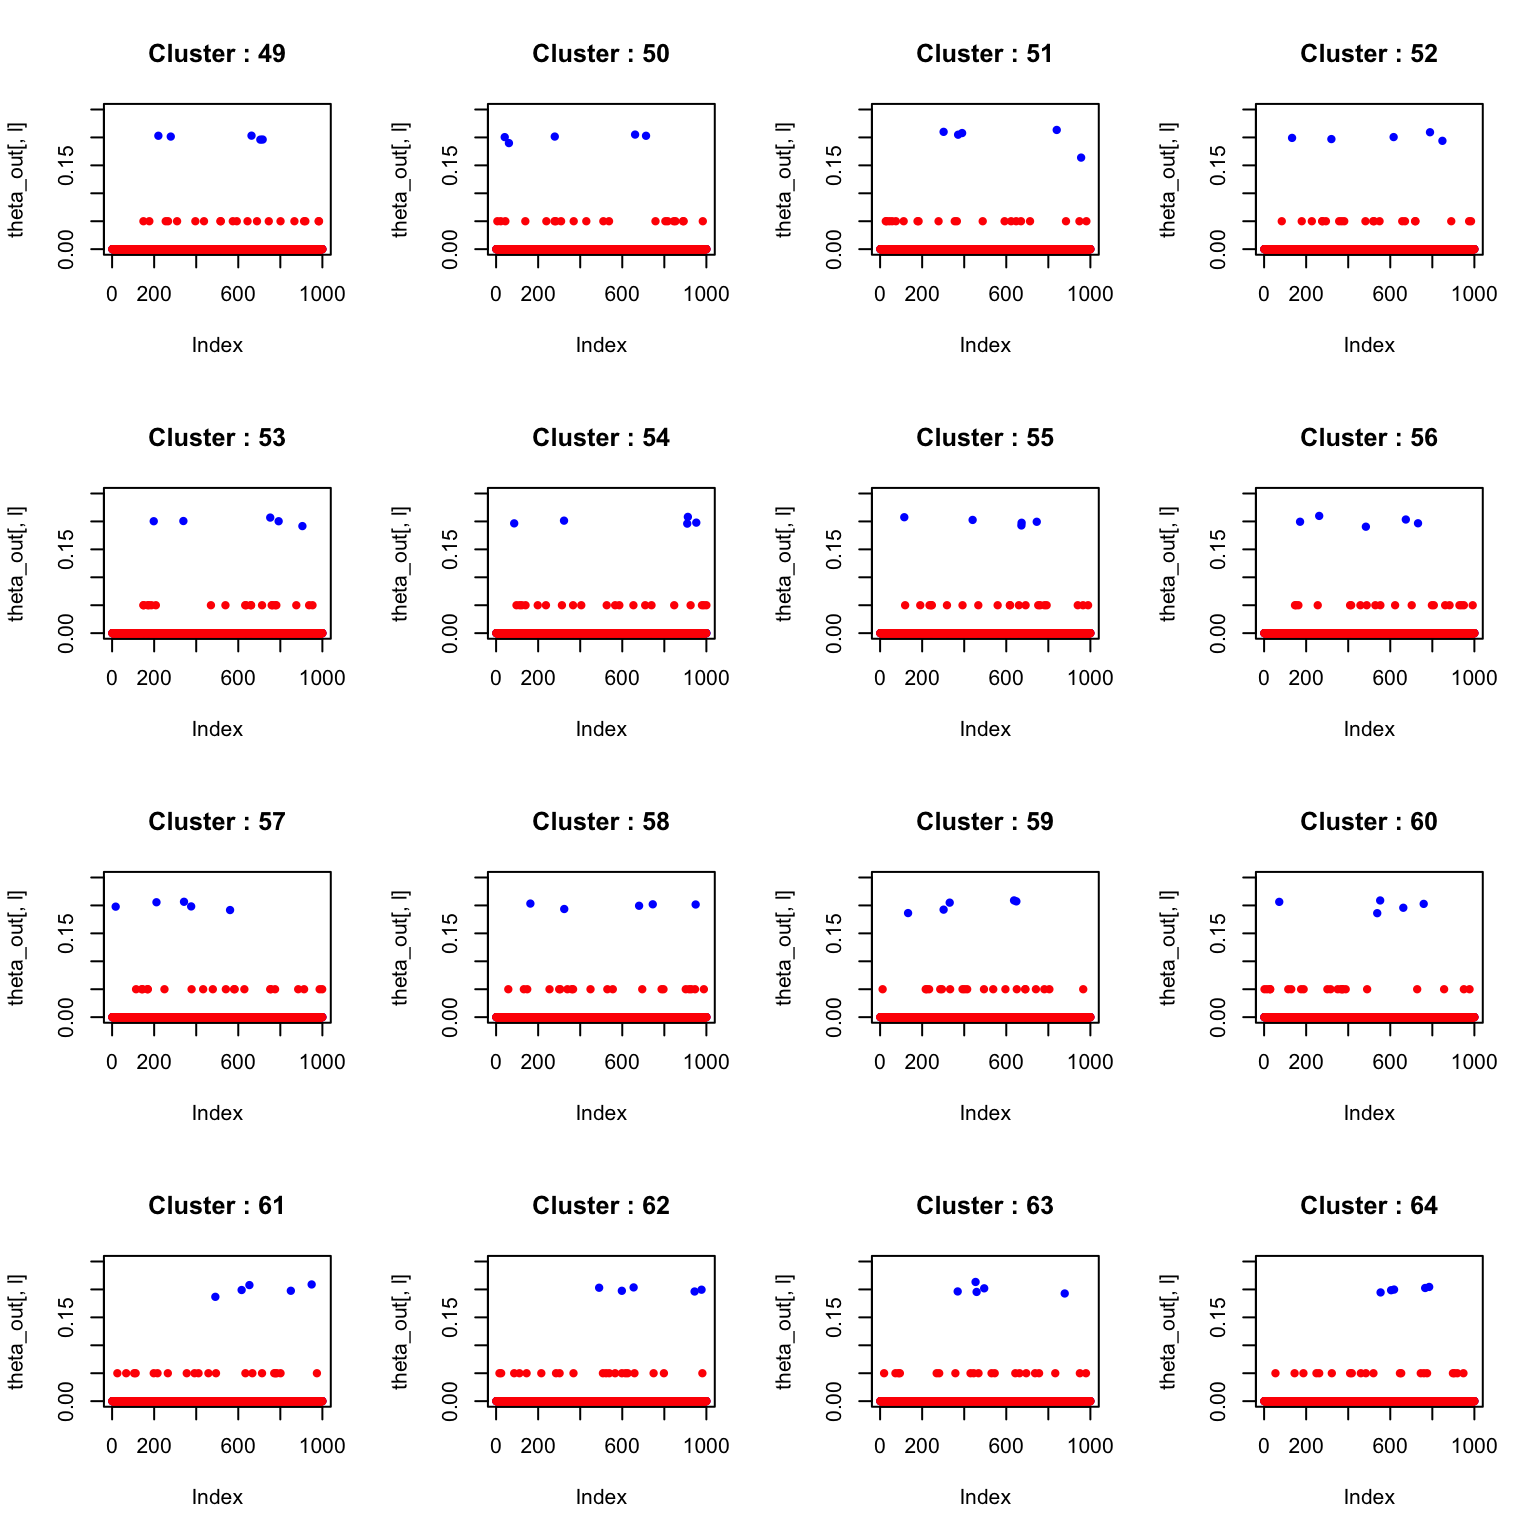 Cluster : 49
theta_out[, l]
0.00 0.15
0 200 600 1000
Index
Cluster : 50
theta_out[, l]
0.00 0.15
0 200 600 1000
Index
Cluster : 51
theta_out[, l]
0.00 0.15
0 200 600 1000
Index
Cluster : 52
theta_out[, l]
0.00 0.15
0 200 600 1000
Index
Cluster : 53
theta_out[, l]
0.00 0.15
0 200 600 1000
Index
Cluster : 54
theta_out[, l]
0.00 0.15
0 200 600 1000
Index
Cluster : 55
theta_out[, l]
0.00 0.15
0 200 600 1000
Index
Cluster : 56
theta_out[, l]
0.00 0.15
0 200 600 1000
Index
Cluster : 57
theta_out[, l]
0.00 0.15
0 200 600 1000
Index
Cluster : 58
theta_out[, l]
0.00 0.15
0 200 600 1000
Index
Cluster : 59
theta_out[, l]
0.00 0.15
0 200 600 1000
Index
Cluster : 60
theta_out[, l]
0.00 0.15
0 200 600 1000
Index
Cluster : 61
theta_out[, l]
0.00 0.15
0 200 600 1000
Index
Cluster : 62
theta_out[, l]
0.00 0.15
0 200 600 1000
Index
Cluster : 63
theta_out[, l]
0.00 0.15
0 200 600 1000
Index
Cluster : 64
theta_out[, l]
0.00 0.15
0 200 600 1000
Index